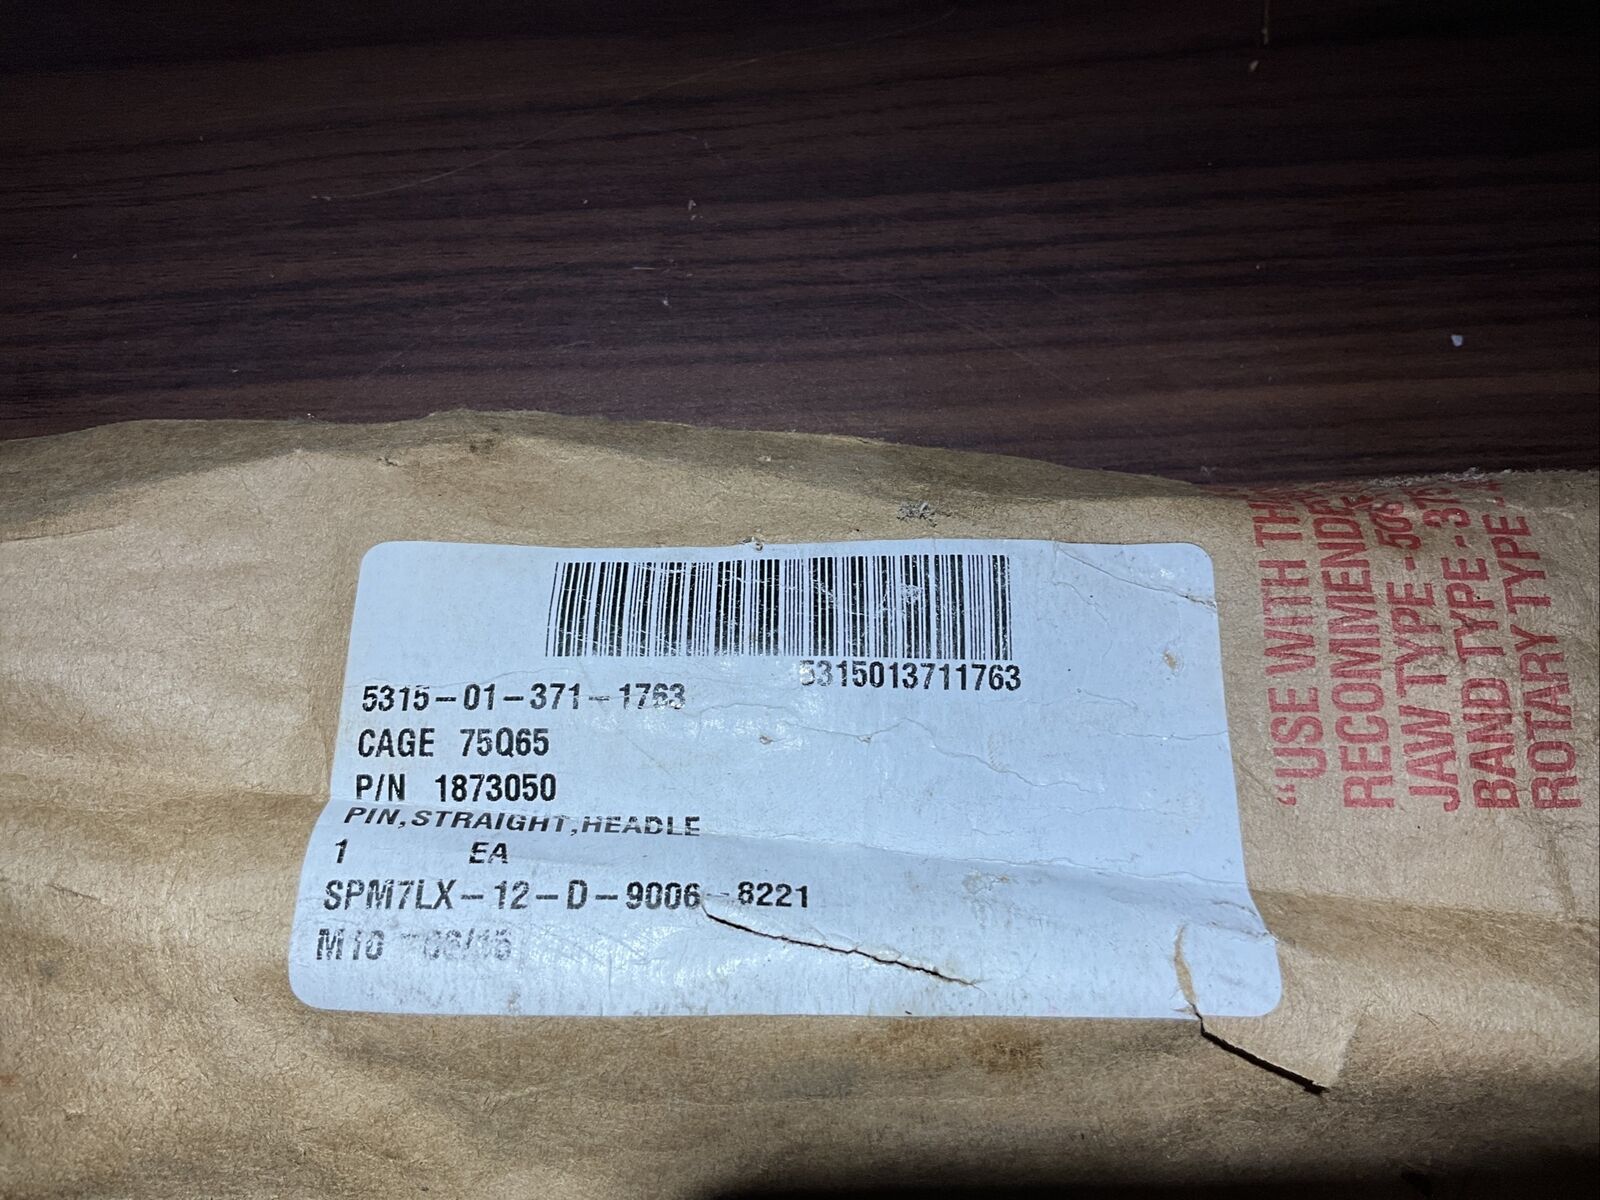 5315013711763
5315-01-371-1763
CAGE 75Q65
P/N 1873050
PIN,STRAIGHT,HEADLE
1 EA
SPM7LX-12-D-9006-8221
M10
"USE WITH
RECOMMENDE
JAW TYPE -
BAND TYPE -
ROTARY TYPE